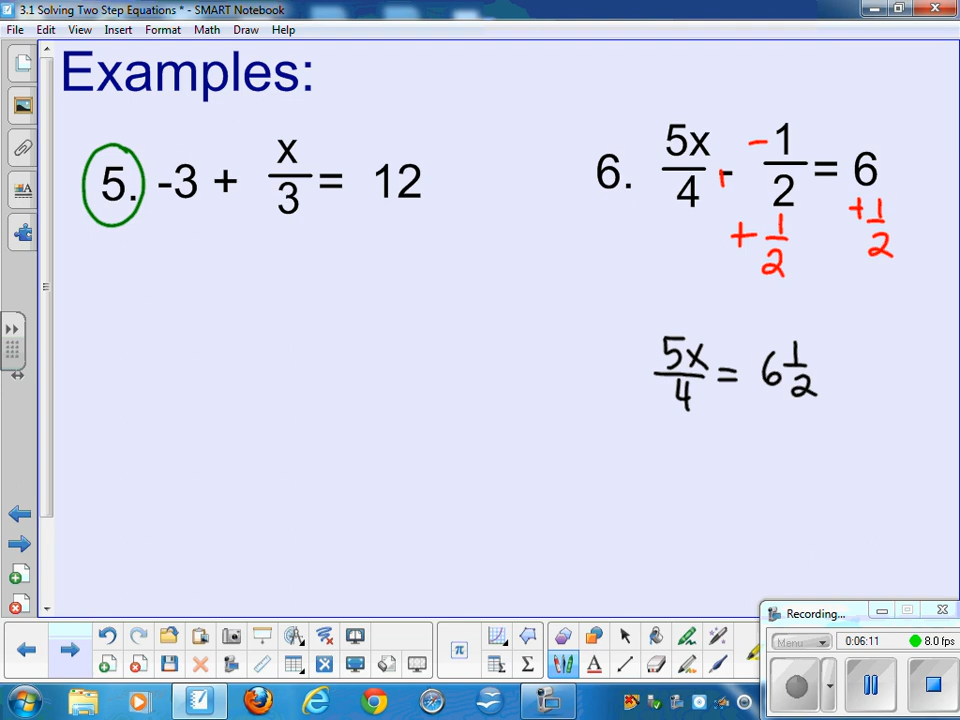 3.1 Solving Two Step Equations * - SMART Notebook
File Edit View Insert Format Math Draw Help
Examples:
5. -3 + x/3 = 12
6. 5x/4 - 1/2 = 6
- +
+ 1/2 + 1/2
5x/4 = 6 1/2
Recording...
Menu 0:06:11 8.0 fps
π Σ A